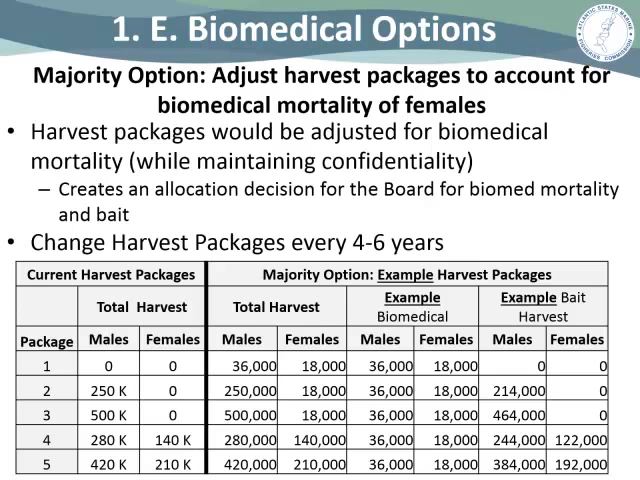 1. E. Biomedical Options
ATLANTIC STATES MARINE
FISHERIES COMMISSION
Majority Option: Adjust harvest packages to account for
biomedical mortality of females
• Harvest packages would be adjusted for biomedical
mortality (while maintaining confidentiality)
– Creates an allocation decision for the Board for biomed mortality
and bait
• Change Harvest Packages every 4-6 years
Current Harvest Packages Majority Option: Example Harvest Packages
Total Harvest Total Harvest Example Biomedical Example Bait Harvest
Package Males Females Males Females Males Females Males Females
1 0 0 36,000 18,000 36,000 18,000 0 0
2 250 K 0 250,000 18,000 36,000 18,000 214,000 0
3 500 K 0 500,000 18,000 36,000 18,000 464,000 0
4 280 K 140 K 280,000 140,000 36,000 18,000 244,000 122,000
5 420 K 210 K 420,000 210,000 36,000 18,000 384,000 192,000